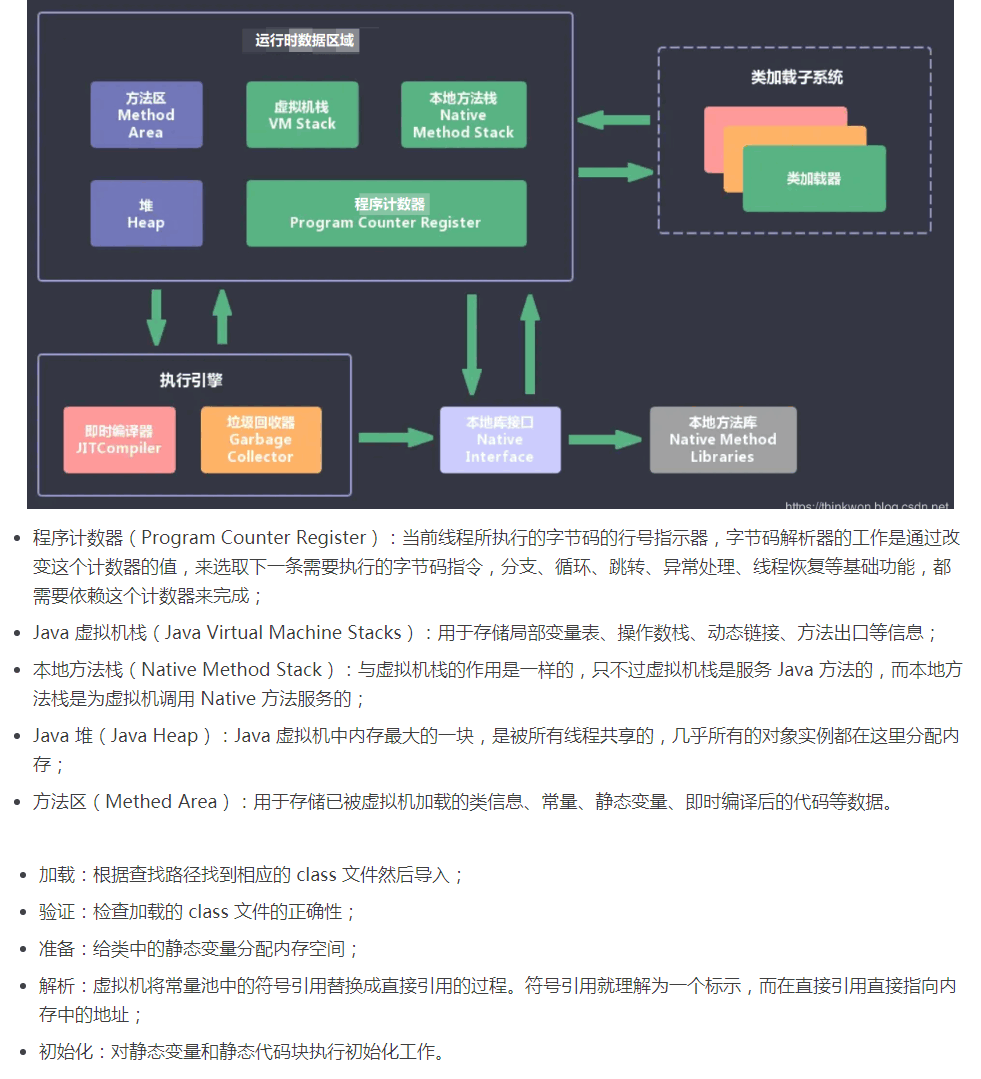 运行时数据区域
方法区
Method
Area
虚拟机栈
VM Stack
本地方法栈
Native
Method Stack
堆
Heap
程序计数器
Program Counter Register
类加载子系统
类加载器
执行引擎
即时编译器
JITCompiler
垃圾回收器
Garbage
Collector
本地库接口
Native
Interface
本地方法库
Native Method
Libraries
https://thinkwon.blog.csdn.net
• 程序计数器（Program Counter Register）：当前线程所执行的字节码的行号指示器，字节码解析器的工作是通过改
变这个计数器的值，来选取下一条需要执行的字节码指令，分支、循环、跳转、异常处理、线程恢复等基础功能，都
需要依赖这个计数器来完成；
• Java 虚拟机栈（Java Virtual Machine Stacks）：用于存储局部变量表、操作数栈、动态链接、方法出口等信息；
• 本地方法栈（Native Method Stack）：与虚拟机栈的作用是一样的，只不过虚拟机栈是服务 Java 方法的，而本地方
法栈是为虚拟机调用 Native 方法服务的；
• Java 堆（Java Heap）：Java 虚拟机中内存最大的一块，是被所有线程共享的，几乎所有的对象实例都在这里分配内
存；
• 方法区（Methed Area）：用于存储已被虚拟机加载的类信息、常量、静态变量、即时编译后的代码等数据。
• 加载：根据查找路径找到相应的 class 文件然后导入；
• 验证：检查加载的 class 文件的正确性；
• 准备：给类中的静态变量分配内存空间；
• 解析：虚拟机将常量池中的符号引用替换成直接引用的过程。符号引用就理解为一个标示，而在直接引用直接指向内
存中的地址；
• 初始化：对静态变量和静态代码块执行初始化工作。